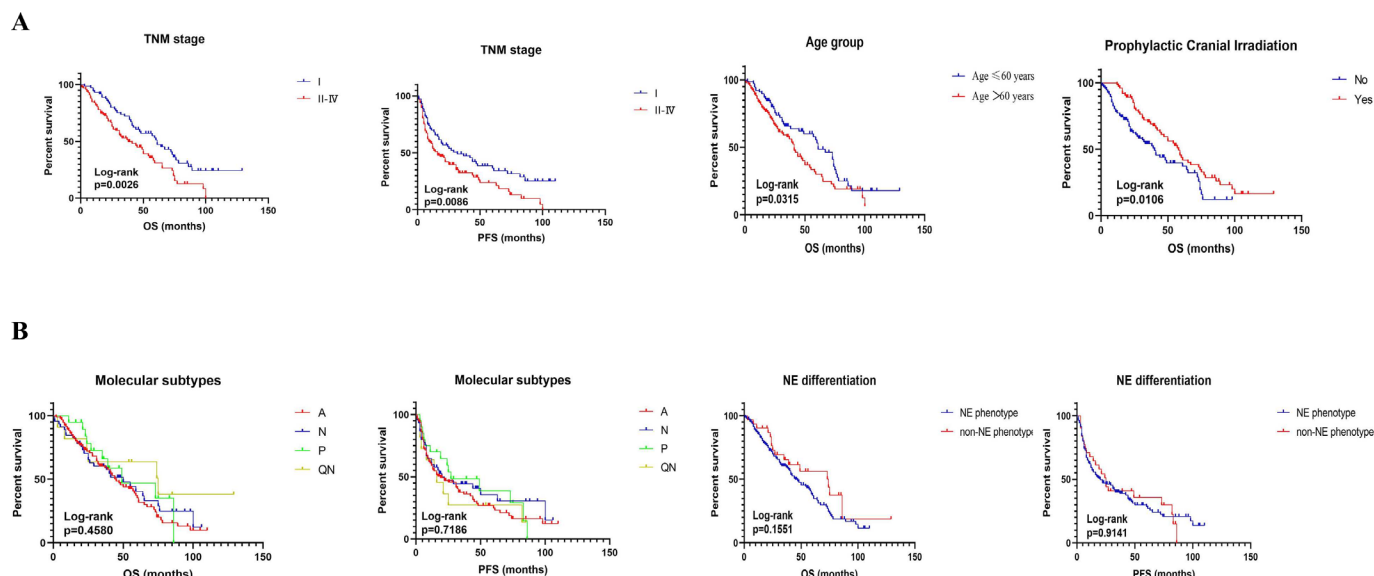 A
TNM stage
I
II-IV
Percent survival
100
50
0
Log-rank
p=0.0026
0 50 100 150
OS (months)
TNM stage
I
II-IV
Percent survival
100
50
0
Log-rank
p=0.0086
0 50 100 150
PFS (months)
Age group
Age ≤60 years
Age >60 years
Percent survival
100
50
0
Log-rank
p=0.0315
0 50 100 150
OS (months)
Prophylactic Cranial Irradiation
No
Yes
Percent survival
100
50
0
Log-rank
p=0.0106
0 50 100 150
OS (months)
B
Molecular subtypes
A
N
P
QN
Percent survival
100
50
0
Log-rank
p=0.4580
0 50 100 150
OS (months)
Molecular subtypes
A
N
P
QN
Percent survival
100
50
0
Log-rank
p=0.7186
0 50 100 150
PFS (months)
NE differentiation
NE phenotype
non-NE phenotype
Percent survival
100
50
0
Log-rank
p=0.1551
0 50 100 150
OS (months)
NE differentiation
NE phenotype
non-NE phenotype
Percent survival
100
50
0
Log-rank
p=0.9141
0 50 100 150
PFS (months)